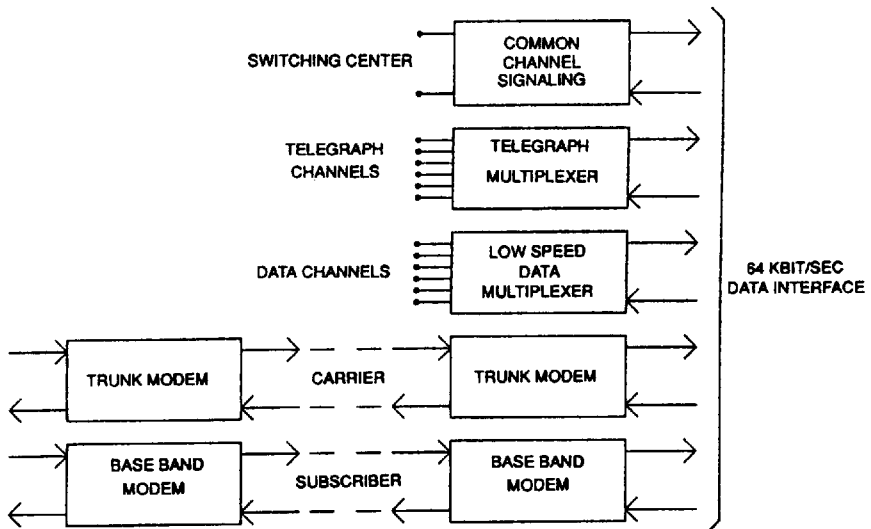 SWITCHING CENTER
COMMON
CHANNEL
SIGNALING
TELEGRAPH
CHANNELS
TELEGRAPH
MULTIPLEXER
DATA CHANNELS
LOW SPEED
DATA
MULTIPLEXER
64 KBIT/SEC
DATA INTERFACE
TRUNK MODEM
CARRIER
TRUNK MODEM
BASE BAND
MODEM
SUBSCRIBER
BASE BAND
MODEM